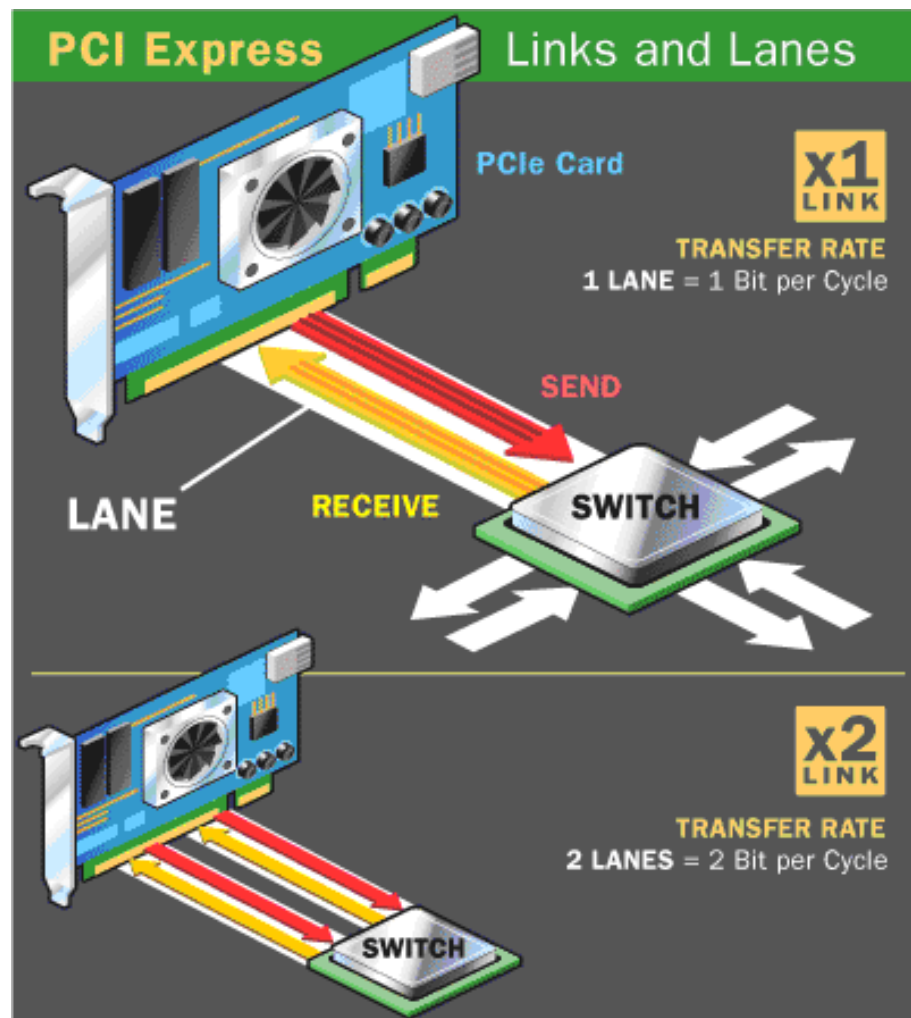 PCI Express Links and Lanes
PCIe Card
x1
LINK
TRANSFER RATE
1 LANE = 1 Bit per Cycle
SEND
LANE
RECEIVE
SWITCH
x2
LINK
TRANSFER RATE
2 LANES = 2 Bit per Cycle
SWITCH